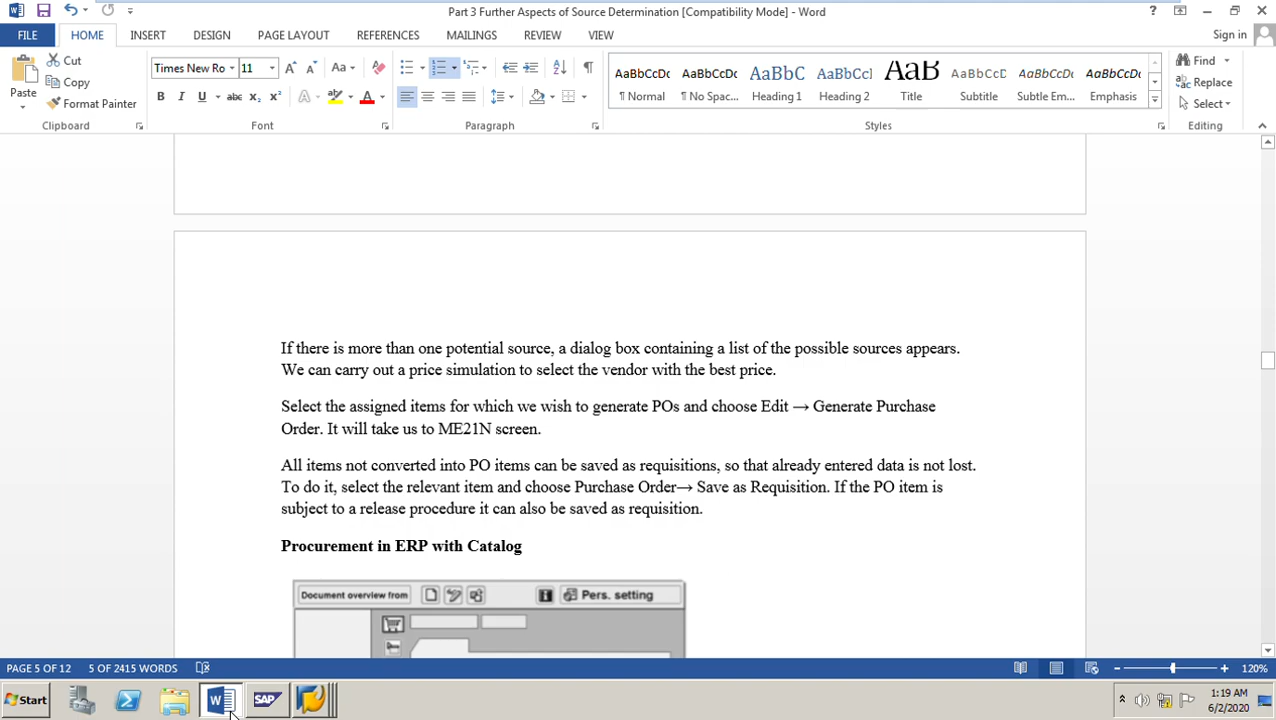 Part 3 Further Aspects of Source Determination [Compatibility Mode] - Word
FILE HOME INSERT DESIGN PAGE LAYOUT REFERENCES MAILINGS REVIEW VIEW Sign in
Paste
Cut
Copy
Format Painter
Times New Ro 11
AaBbCcDc AaBbCcDc AaBbC AaBbCc AaB AaBbCcD AaBbCcDc AaBbCcDc
¶ Normal ¶ No Spac... Heading 1 Heading 2 Title Subtitle Subtle Em... Emphasis
Find
Replace
Select
Clipboard Font Paragraph Styles Editing
If there is more than one potential source, a dialog box containing a list of the possible sources appears.
We can carry out a price simulation to select the vendor with the best price.
Select the assigned items for which we wish to generate POs and choose Edit → Generate Purchase
Order. It will take us to ME21N screen.
All items not converted into PO items can be saved as requisitions, so that already entered data is not lost.
To do it, select the relevant item and choose Purchase Order→ Save as Requisition. If the PO item is
subject to a release procedure it can also be saved as requisition.
Procurement in ERP with Catalog
Document overview from Pers. setting
PAGE 5 OF 12 5 OF 2415 WORDS 120%
Start SAP 1:19 AM
6/2/2020